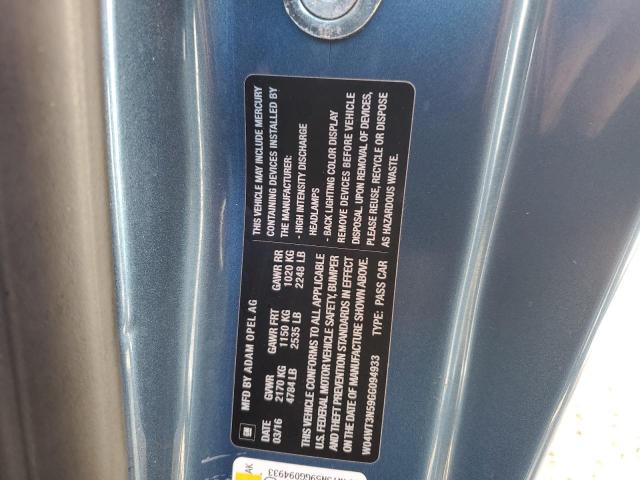 MFD BY ADAM OPEL AG
DATE GVWR GAWR FRT GAWR RR
03/16 2170 KG 1150 KG 1020 KG
4784 LB 2535 LB 2248 LB
THIS VEHICLE CONFORMS TO ALL APPLICABLE
U.S. FEDERAL MOTOR VEHICLE SAFETY, BUMPER
AND THEFT PREVENTION STANDARDS IN EFFECT
ON THE DATE OF MANUFACTURE SHOWN ABOVE.
W04WT3N59GG094933 TYPE: PASS CAR
THIS VEHICLE MAY INCLUDE MERCURY
CONTAINING DEVICES INSTALLED BY
THE MANUFACTURER:
- HIGH INTENSITY DISCHARGE
HEADLAMPS
- BACK LIGHTING COLOR DISPLAY
REMOVE DEVICES BEFORE VEHICLE
DISPOSAL. UPON REMOVAL OF DEVICES,
PLEASE REUSE, RECYCLE OR DISPOSE
AS HAZARDOUS WASTE.
GM
AK
T3N59GG094933